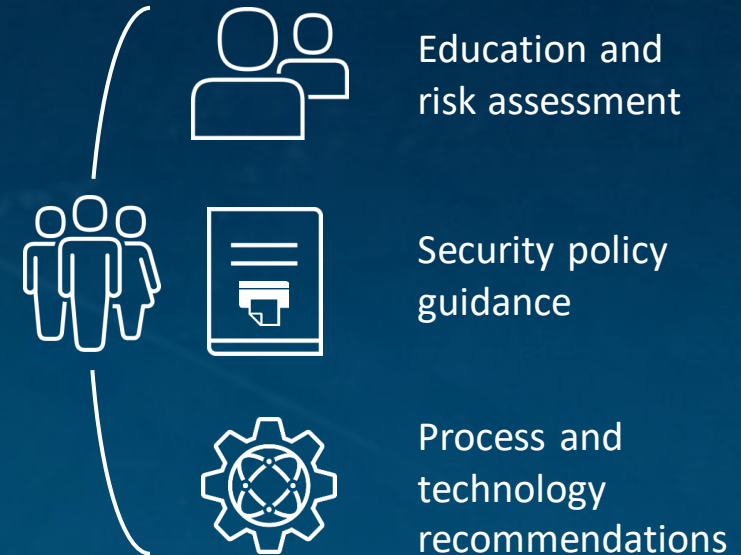 Education and
risk assessment
Security policy
guidance
Process and
technology
recommendations